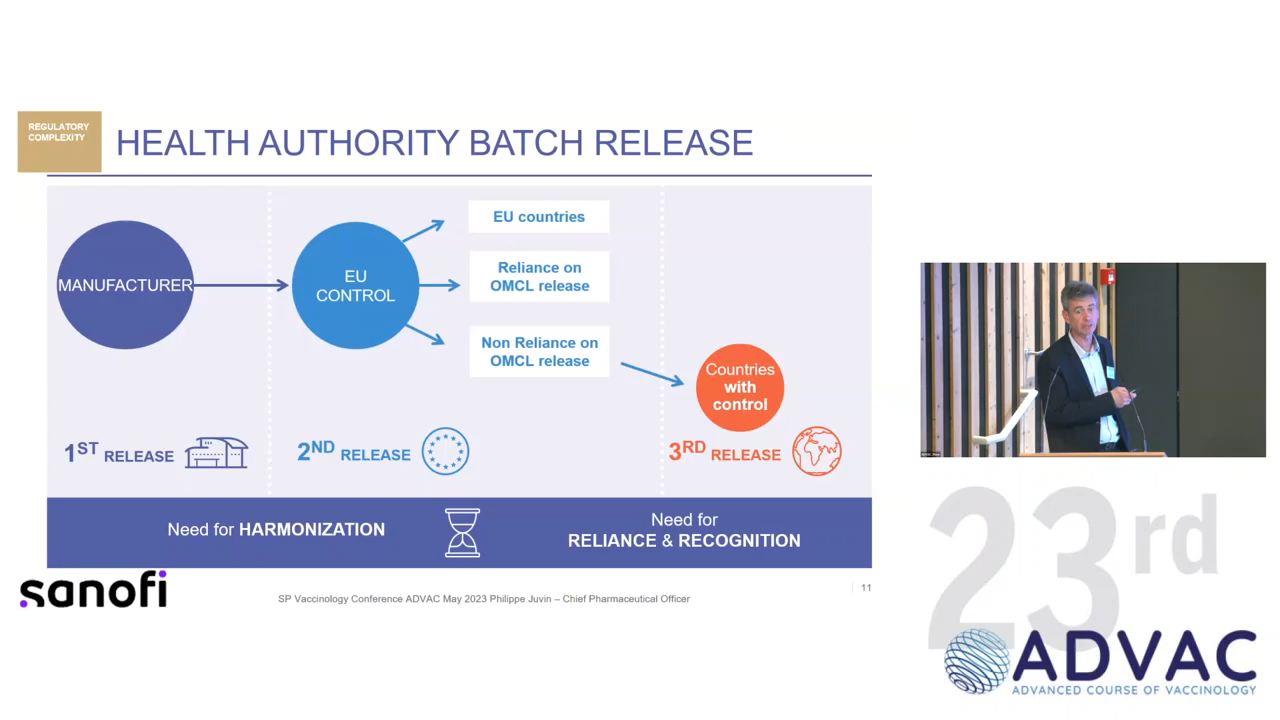 REGULATORY
COMPLEXITY
HEALTH AUTHORITY BATCH RELEASE
MANUFACTURER
EU
CONTROL
EU countries
Reliance on
OMCL release
Non Reliance on
OMCL release
Countries
with
control
1ST RELEASE
2ND RELEASE
3RD RELEASE
Need for HARMONIZATION
Need for
RELIANCE & RECOGNITION
sanofi
SP Vaccinology Conference ADVAC May 2023 Philippe Juvin – Chief Pharmaceutical Officer
11
23rd
ADVAC
ADVANCED COURSE OF VACCINOLOGY